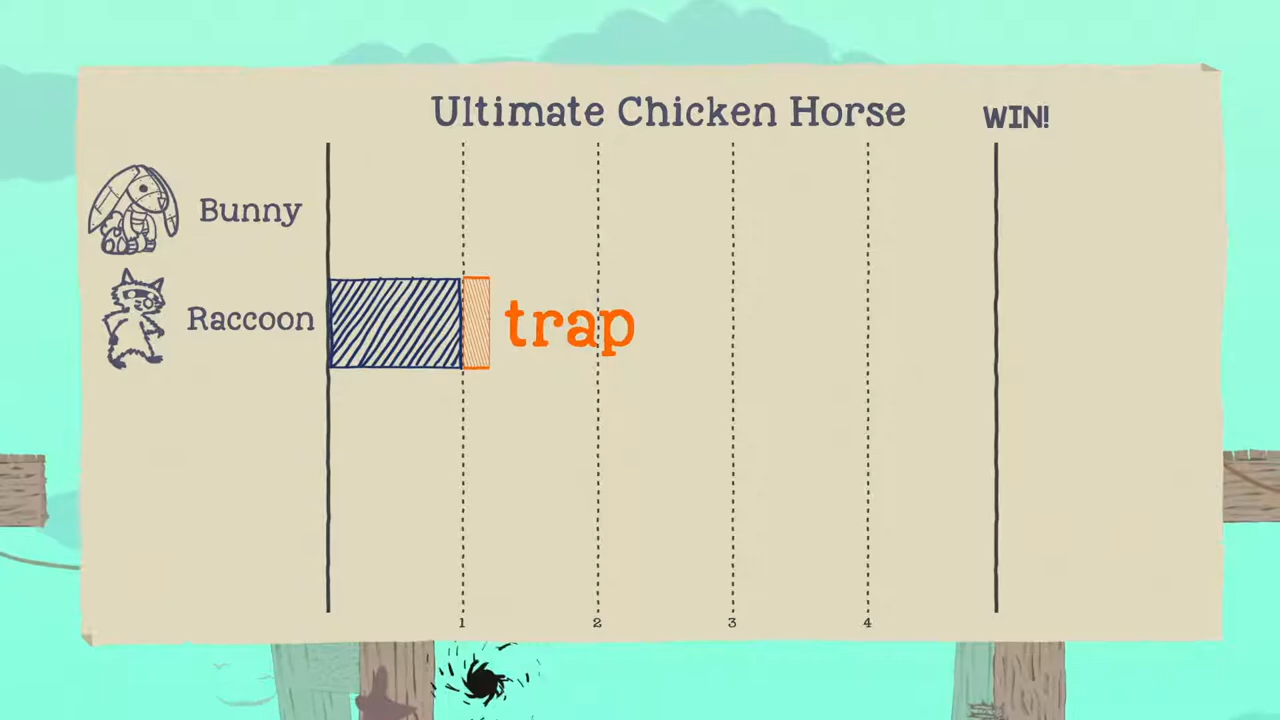 Ultimate Chicken Horse
WIN!
Bunny
Raccoon
trap
1 2 3 4